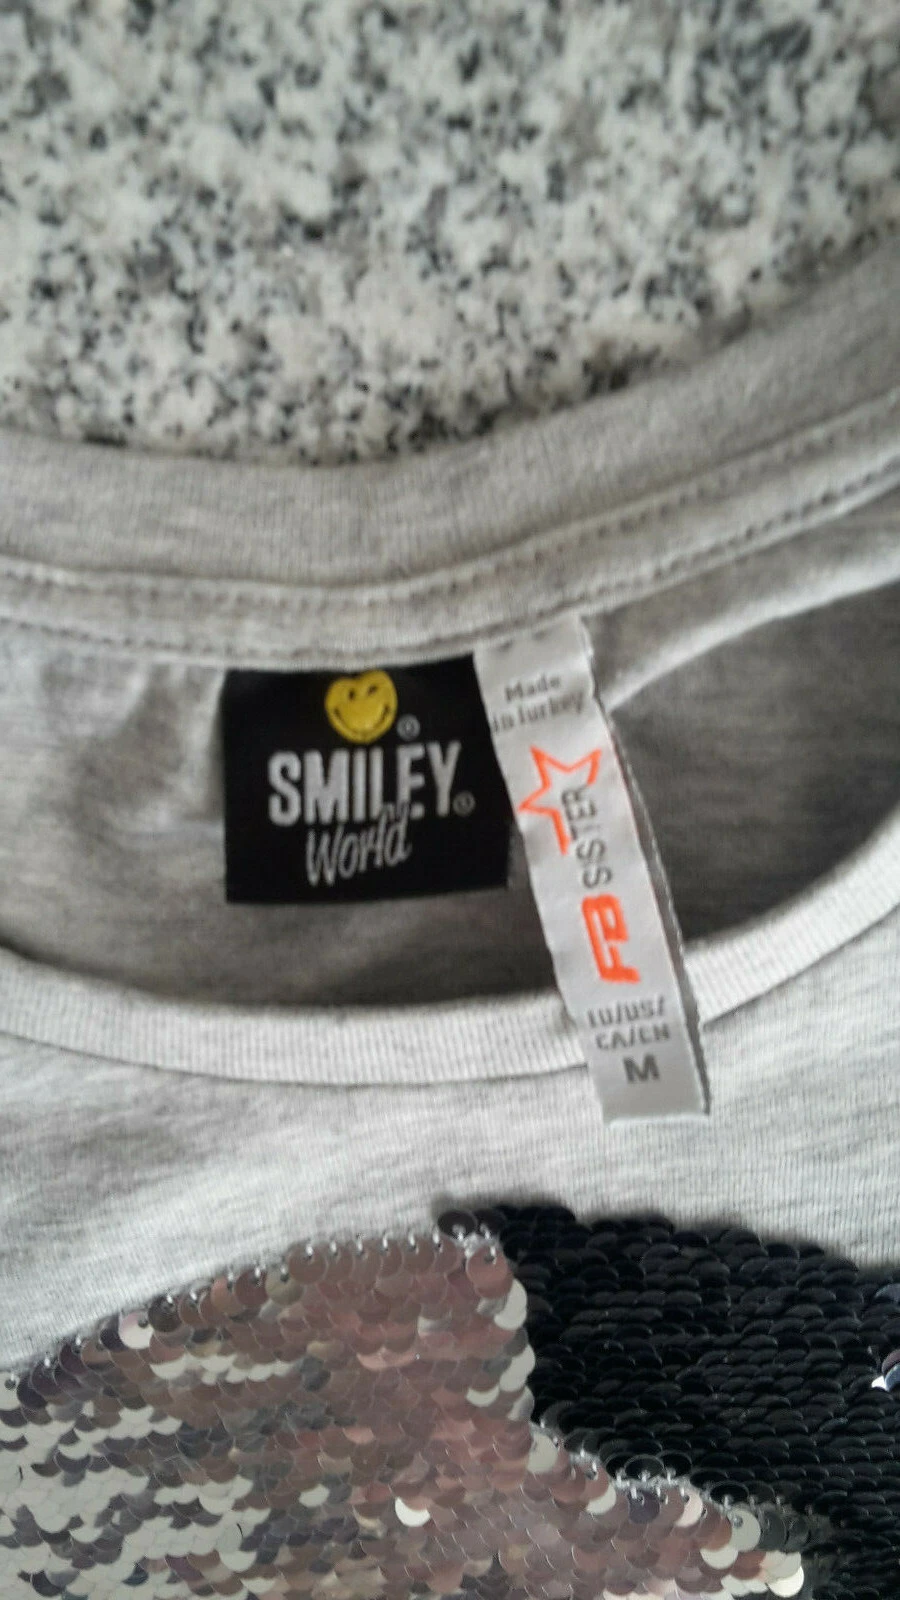 SMILEY
World
Made
in Turkey
FB SISTER
EU/US/
CA/CN
M